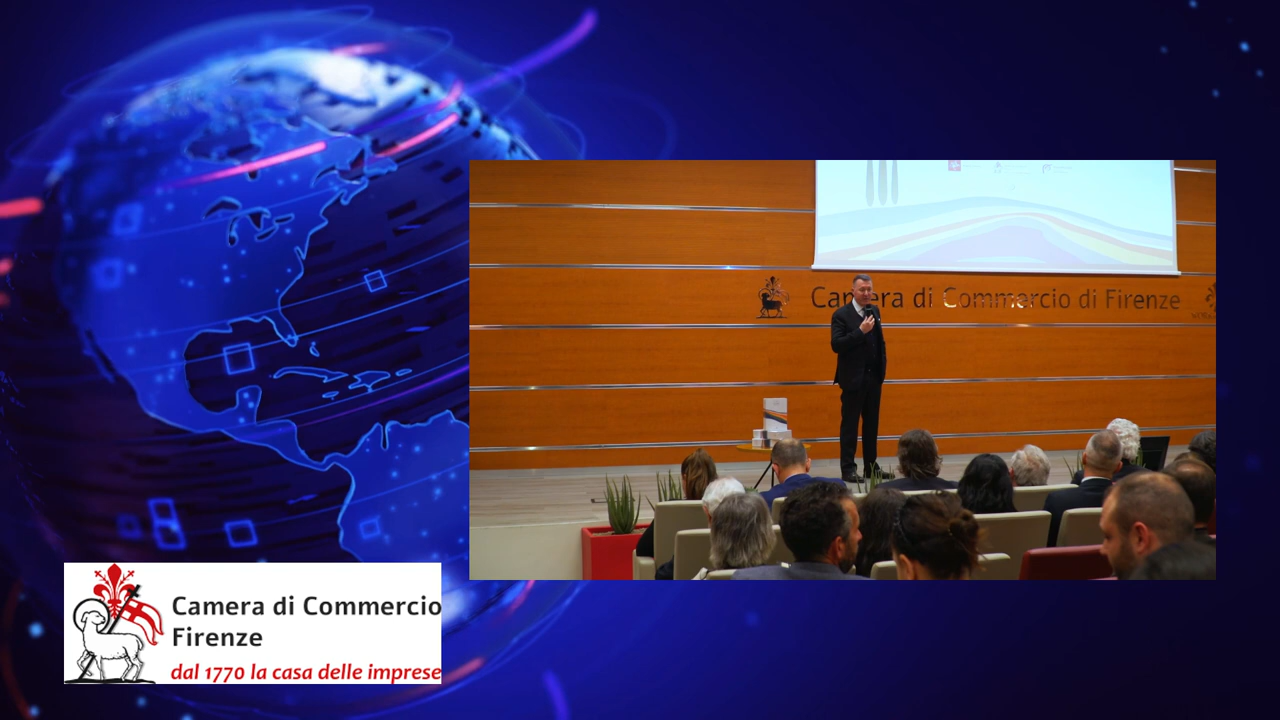 Camera di Commercio di Firenze
Camera di Commercio
Firenze
dal 1770 la casa delle imprese